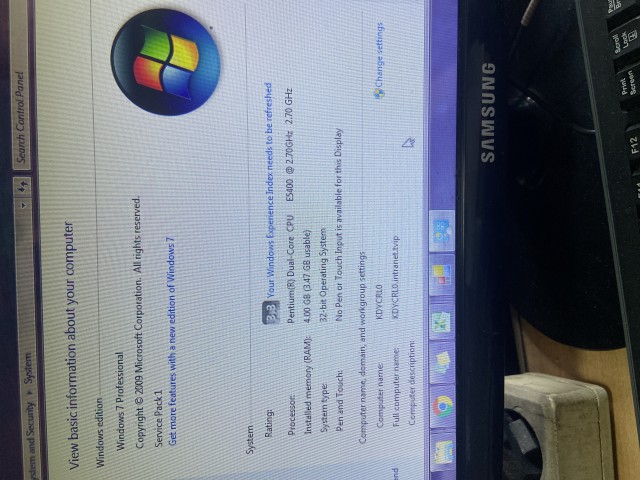 System and Security ▸ System
Search Control Panel
View basic information about your computer
Windows edition
Windows 7 Professional
Copyright © 2009 Microsoft Corporation. All rights reserved.
Service Pack 1
Get more features with a new edition of Windows 7
System
Rating: 3.3 Your Windows Experience Index needs to be refreshed
Processor: Pentium(R) Dual-Core CPU E5400 @ 2.70GHz 2.70 GHz
Installed memory (RAM): 4.00 GB (3.47 GB usable)
System type: 32-bit Operating System
Pen and Touch: No Pen or Touch Input is available for this Display
Computer name, domain, and workgroup settings
Computer name: KDYCRL0
Change settings
Full computer name: KDYCRL0.intranet.tvip
Computer description:
SAMSUNG
F12
Print Screen
Scroll Lock